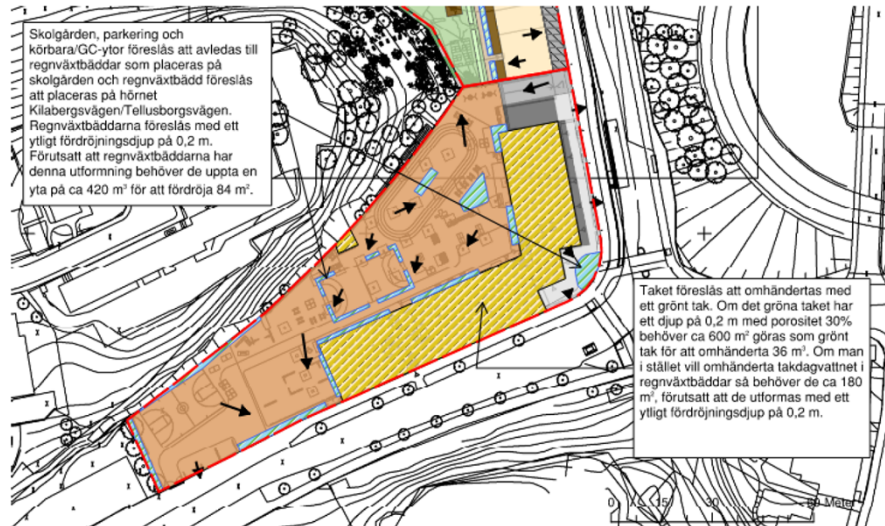 Skolgården, parkering och
körbara/GC-ytor föreslås att avledas till
regnväxtbäddar som placeras på
skolgården och regnväxtbädd föreslås
att placeras på hörnet
Kilabergsvägen/Tellusborgsvägen.
Regnväxtbäddarna föreslås med ett
ytligt fördröjningsdjup på 0,2 m.
Förutsatt att regnväxtbäddarna har
denna utformning behöver de uppta en
yta på ca 420 m³ för att fördröja 84 m².
Taket föreslås att omhändertas med
ett grönt tak. Om det gröna taket har
ett djup på 0,2 m med porositet 30%
behöver ca 600 m² göras som grönt
tak för att omhänderta 36 m³. Om man
i stället vill omhänderta takdagvattnet i
regnväxtbäddar så behöver de ca 180
m², förutsatt att de utformas med ett
ytligt fördröjningsdjup på 0,2 m.
0 7,5 15 30 60 Meter